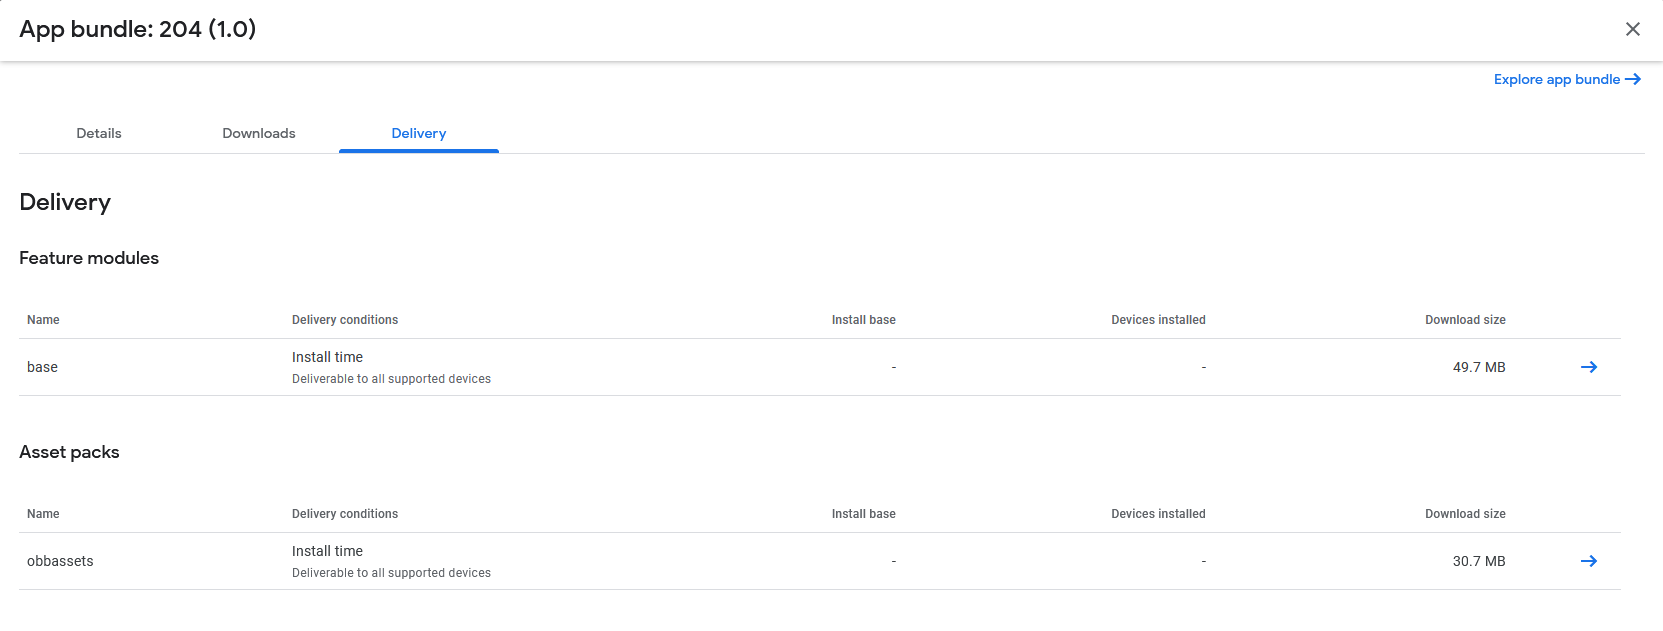 App bundle: 204 (1.0)
Explore app bundle
Details Downloads Delivery
Delivery
Feature modules
Name Delivery conditions Install base Devices installed Download size
base Install time - - 49.7 MB
Deliverable to all supported devices
Asset packs
Name Delivery conditions Install base Devices installed Download size
obbassets Install time - - 30.7 MB
Deliverable to all supported devices